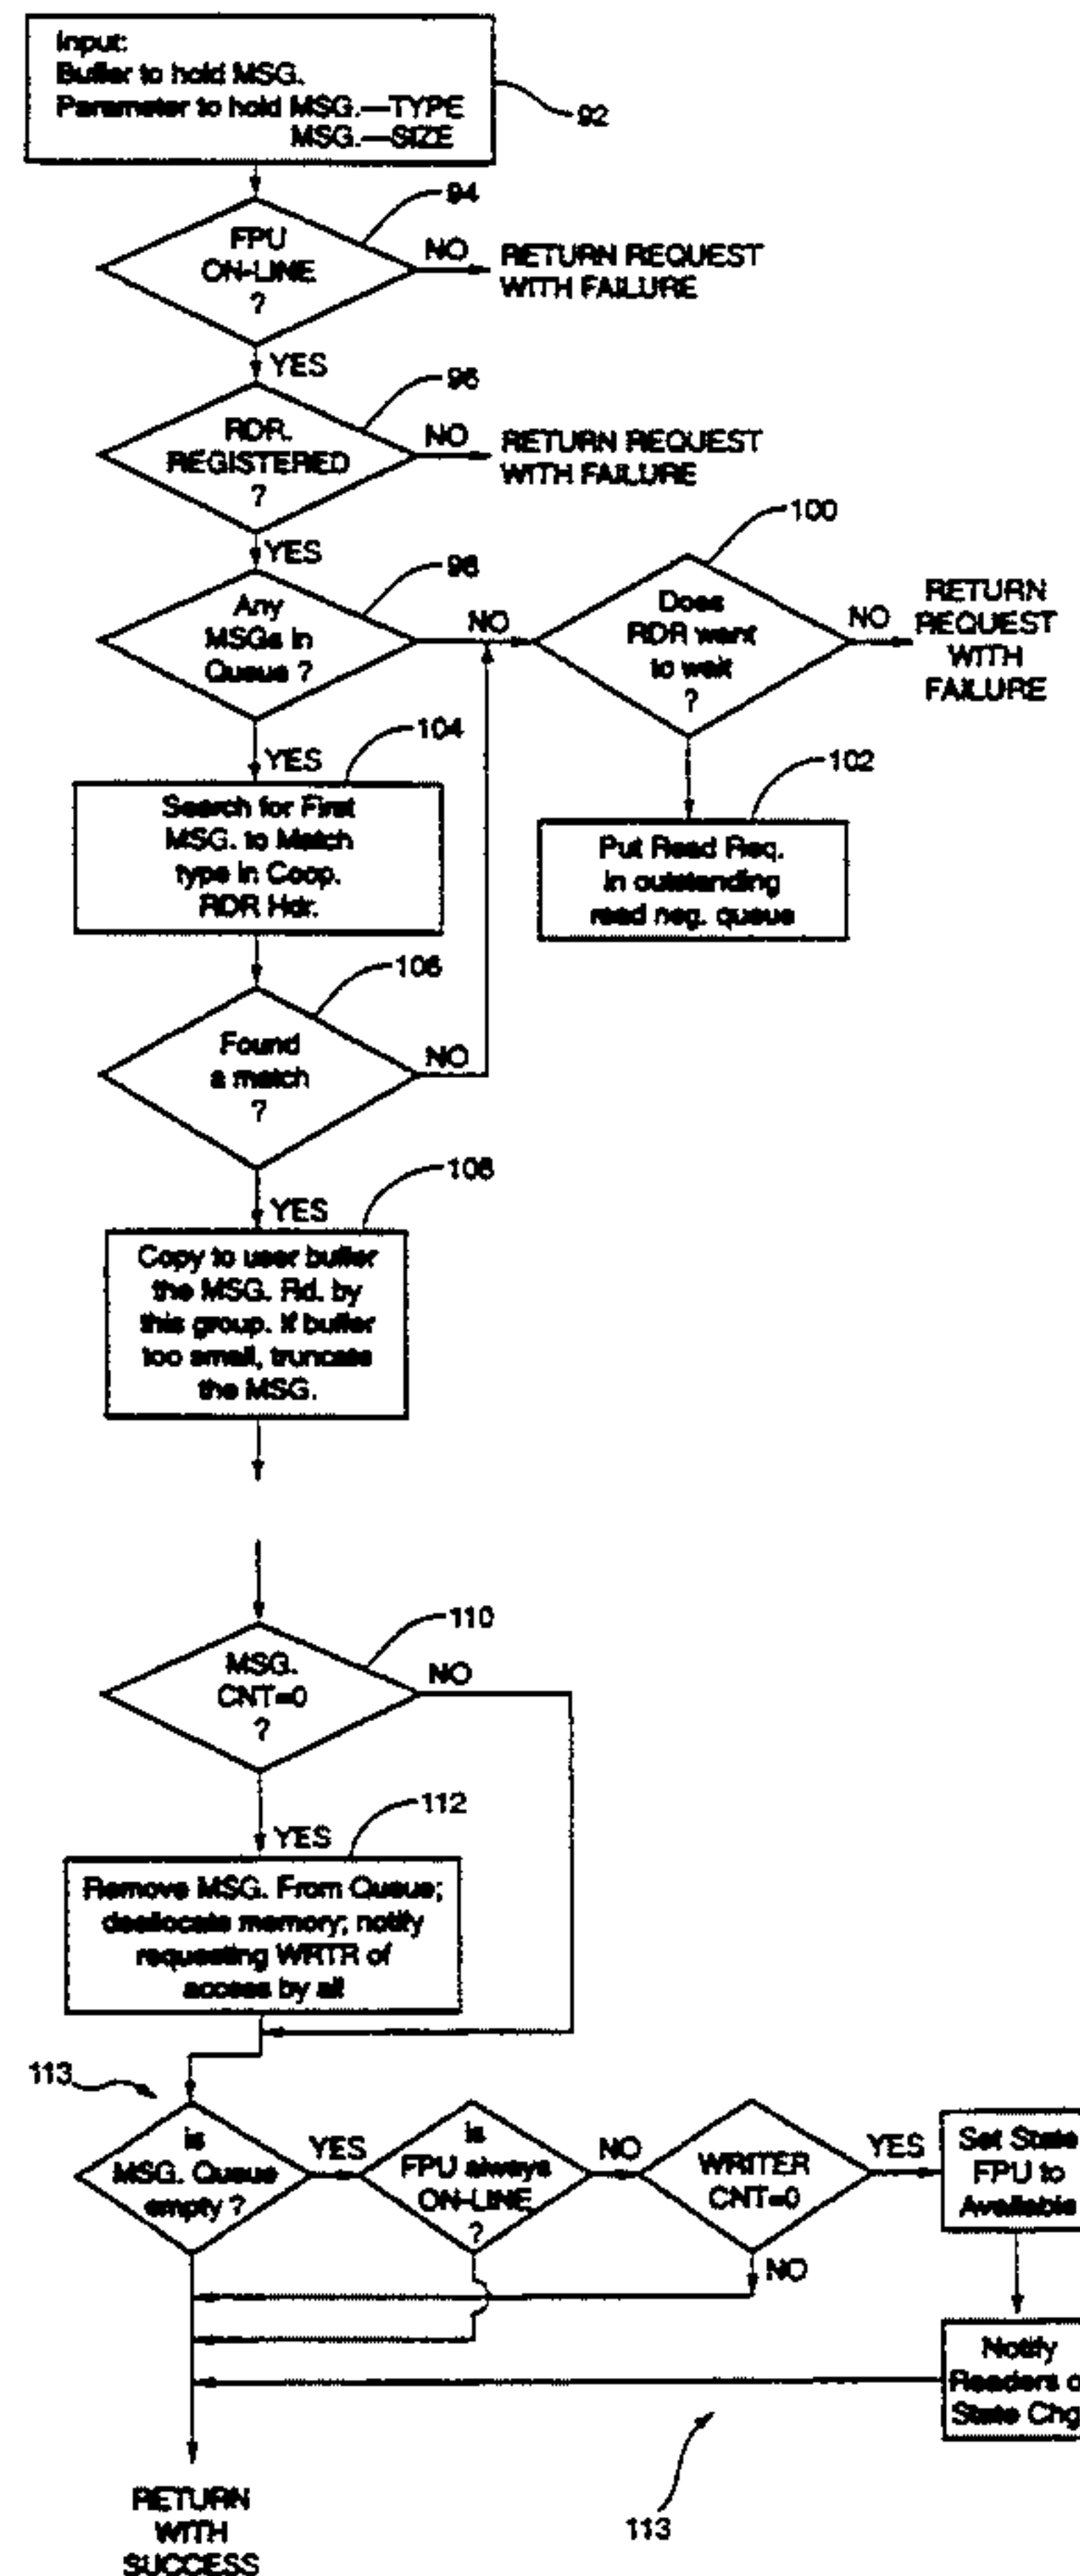 Input:
Buffer to hold MSG.
Parameter to hold MSG.—TYPE
MSG.—SIZE
92
94
FPU
ON-LINE
?
NO
RETURN REQUEST
WITH FAILURE
YES
96
RDR.
REGISTERED
?
NO
RETURN REQUEST
WITH FAILURE
YES
98
Any
MSGs in
Queue ?
NO
100
Does
RDR want
to wait
?
NO
RETURN
REQUEST
WITH
FAILURE
102
Put Read Req.
in outstanding
read neg. queue
YES
104
Search for First
MSG. to Match
type in Coop.
RDR Hdr.
106
Found
a match
?
NO
YES
108
Copy to user buffer
the MSG. Rd. by
this group. If buffer
too small, truncate
the MSG.
110
MSG.
CNT=0
?
NO
YES
112
Remove MSG. From Queue;
deallocate memory; notify
requesting WRTR of
access by all
113
is
MSG. Queue
empty ?
YES
is
FPU always
ON-LINE
?
NO
WRITER
CNT=0
YES
Set State
FPU to
Available
NO
Notify
Readers o
State Chg
113
RETURN
WITH
SUCCESS